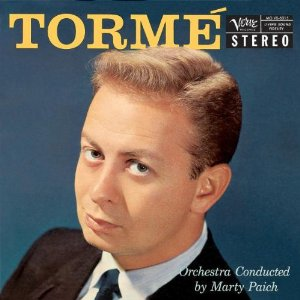 TORMÉ
Verve
STEREO
Orchestra Conducted
by Marty Paich